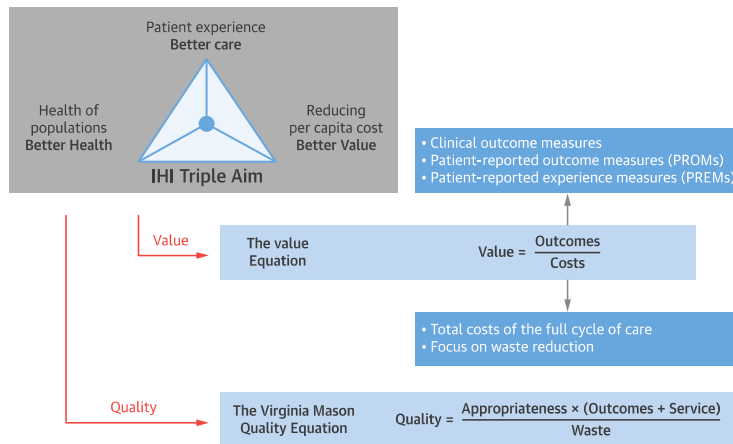 Patient experience
Better care
Health of
populations
Better Health
Reducing
per capita cost
Better Value
IHI Triple Aim
• Clinical outcome measures
• Patient-reported outcome measures (PROMs)
• Patient-reported experience measures (PREMs)
Value
The value
Equation
Value = Outcomes
Costs
• Total costs of the full cycle of care
• Focus on waste reduction
Quality
The Virginia Mason
Quality Equation
Quality = Appropriateness × (Outcomes + Service)
Waste